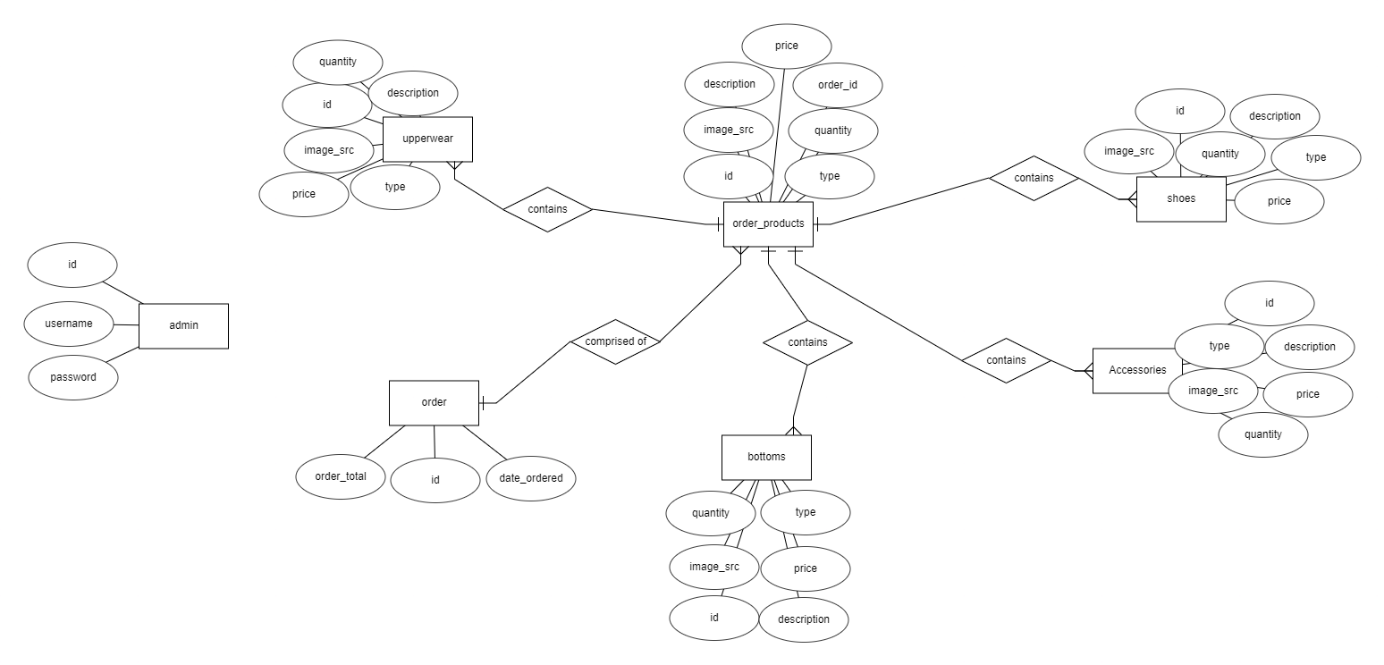 quantity
description
id
upperwear
image_src
type
price
contains
price
description
order_id
image_src
quantity
id
type
order_products
contains
id
description
image_src
quantity
type
shoes
price
id
username
admin
password
comprised of
order
order_total
id
date_ordered
contains
bottoms
quantity
type
image_src
price
id
description
contains
id
type
description
Accessories
image_src
price
quantity